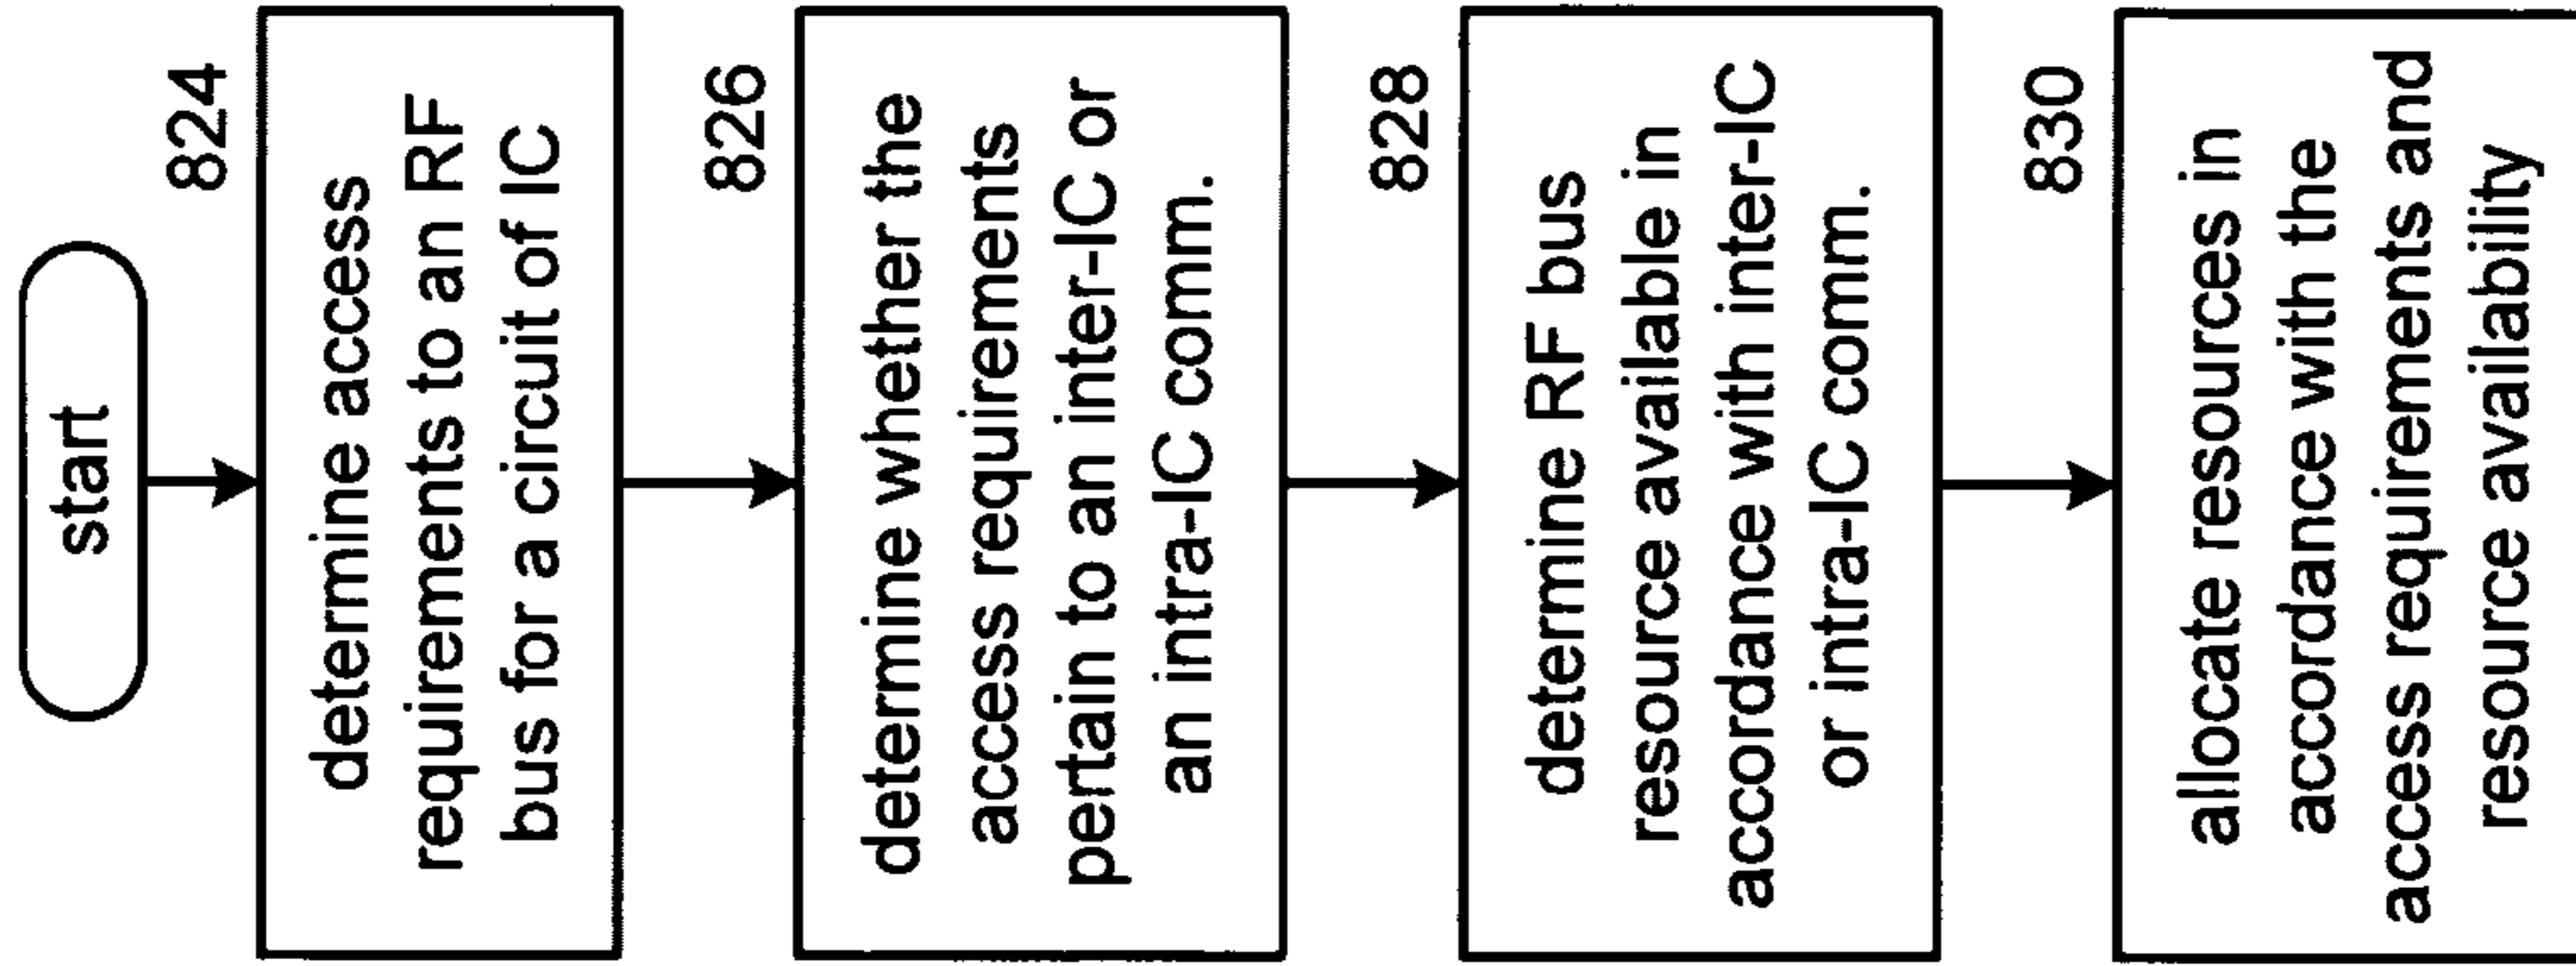 start
824
determine access
requirements to an RF
bus for a circuit of IC
826
determine whether the
access requirements
pertain to an inter-IC or
an intra-IC comm.
828
determine RF bus
resource available in
accordance with inter-IC
or intra-IC comm.
830
allocate resources in
accordance with the
access requirements and
resource availability